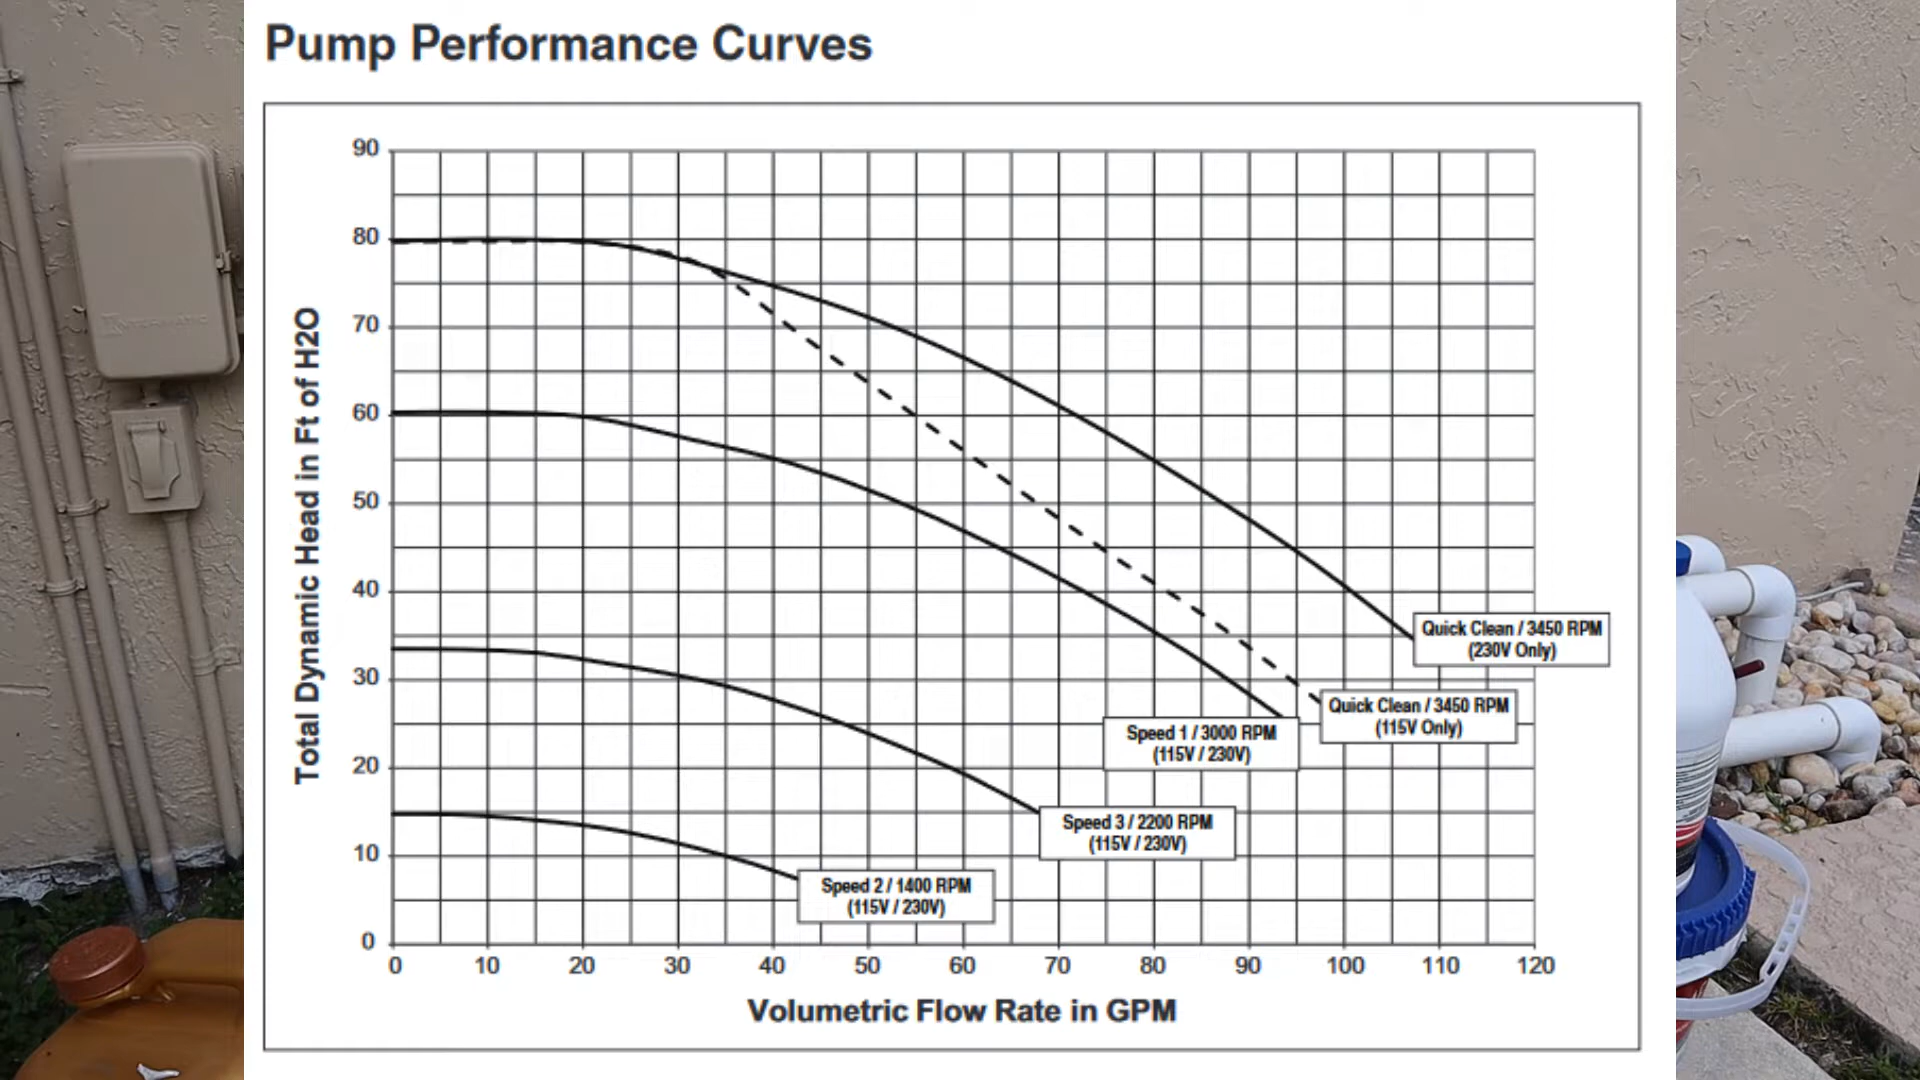 Pump Performance Curves
90
80
70
60
50
40
30
20
10
0
Total Dynamic Head in Ft of H2O
Quick Clean / 3450 RPM
(230V Only)
Quick Clean / 3450 RPM
(115V Only)
Speed 1 / 3000 RPM
(115V / 230V)
Speed 3 / 2200 RPM
(115V / 230V)
Speed 2 / 1400 RPM
(115V / 230V)
0 10 20 30 40 50 60 70 80 90 100 110 120
Volumetric Flow Rate in GPM
INTERMATIC